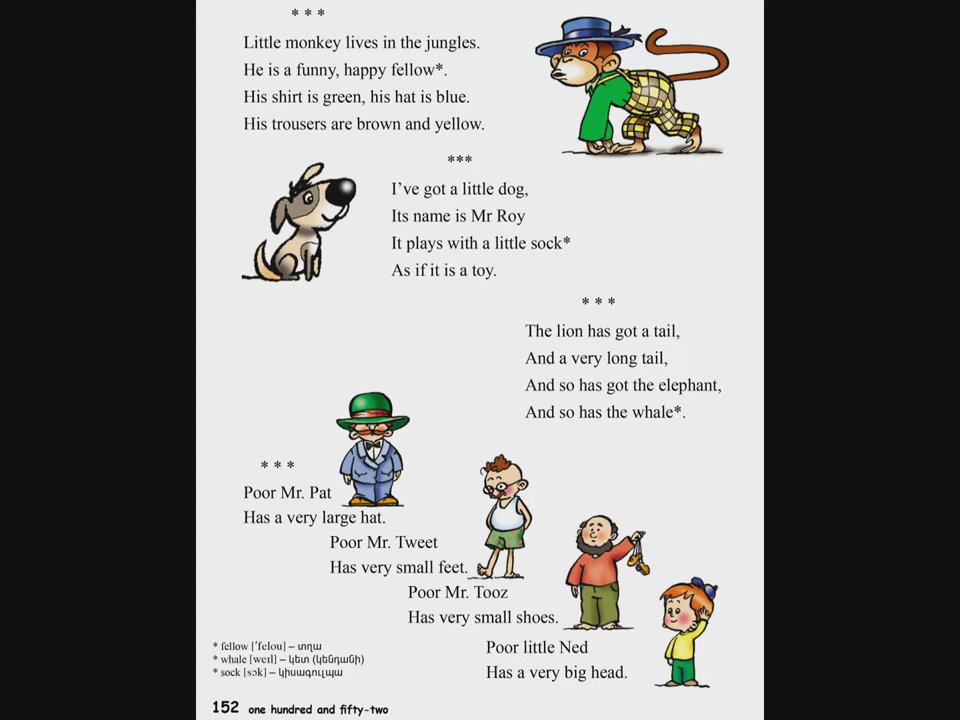 * * *
Little monkey lives in the jungles.
He is a funny, happy fellow*.
His shirt is green, his hat is blue.
His trousers are brown and yellow.
***
I've got a little dog,
Its name is Mr Roy
It plays with a little sock*
As if it is a toy.
* * *
The lion has got a tail,
And a very long tail,
And so has got the elephant,
And so has the whale*.
* * *
Poor Mr. Pat
Has a very large hat.
Poor Mr. Tweet
Has very small feet.
Poor Mr. Tooz
Has very small shoes.
Poor little Ned
Has a very big head.
* fellow [ʹfelou] – տղա
* whale [weɪl] – կետ (կենդանի)
* sock [sɔk] – կիսագուլպա
152 one hundred and fifty-two